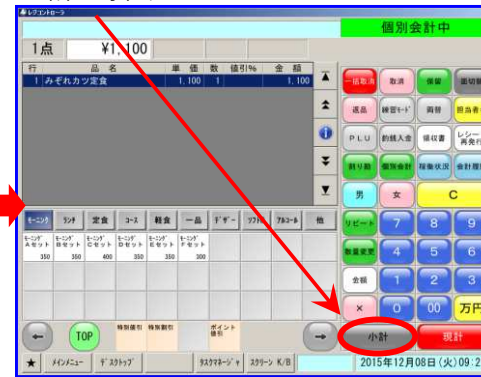 レジコントローラ
個別会計中
1点 ¥1,100
行 品名 単価 数 値引% 金額
1 みぞれカツ定食 1,100 1 1,100
一括取消 取消 保留
返品 練習モード 両替 担当者
PLU 釣銭入金 領収書 レシート再発行
割り勘 個別会計 稼働状況 会計履歴
男 女 C
リピート 7 8 9
数量変更 4 5 6
金額 1 2 3
× 0 00 万円
小計 現計
モーニング ランチ 定食 コース 軽食 一品 デザート ソフトD アルコール 他
モーニングAセット モーニングBセット モーニングCセット モーニングDセット モーニングEセット モーニングFセット
350 350 400 350 350 300
← TOP 特別値引 特別割引 ポイント値引 →
★ メインメニュー デスクトップ タスクマネージャ スクリーンK/B
2015年12月08日(火)09:2